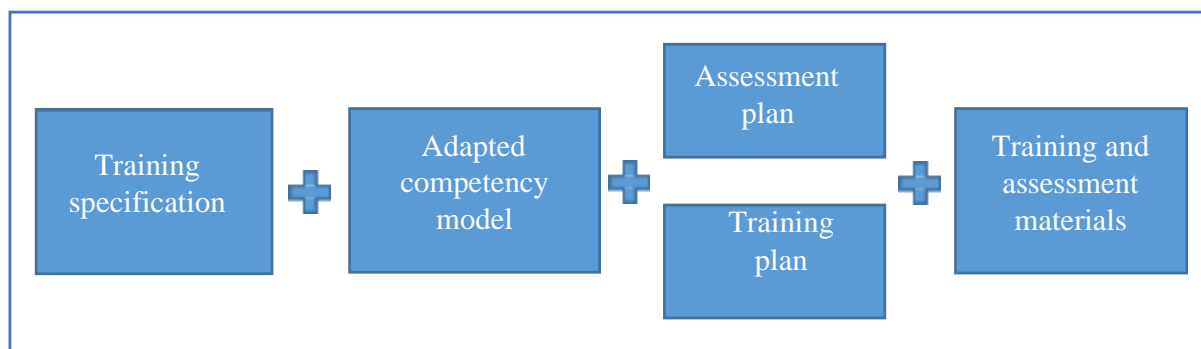 Training
specification
Adapted
competency
model
Assessment
plan
Training
plan
Training and
assessment
materials